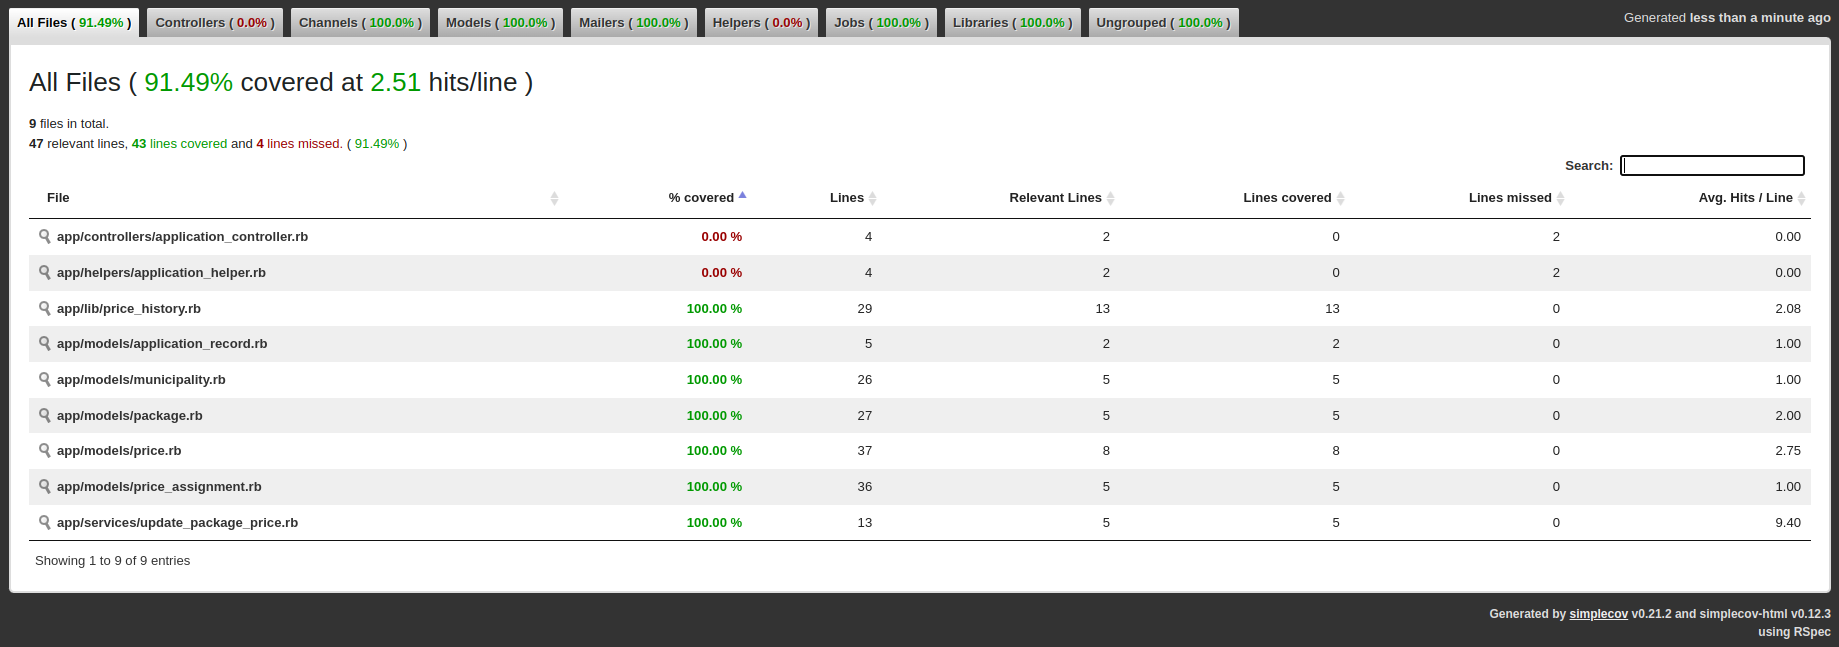 All Files ( 91.49% ) Controllers ( 0.0% ) Channels ( 100.0% ) Models ( 100.0% ) Mailers ( 100.0% ) Helpers ( 0.0% ) Jobs ( 100.0% ) Libraries ( 100.0% ) Ungrouped ( 100.0% ) Generated less than a minute ago
All Files ( 91.49% covered at 2.51 hits/line )
9 files in total.
47 relevant lines, 43 lines covered and 4 lines missed. ( 91.49% )
Search:
File % covered Lines Relevant Lines Lines covered Lines missed Avg. Hits / Line
app/controllers/application_controller.rb 0.00 % 4 2 0 2 0.00
app/helpers/application_helper.rb 0.00 % 4 2 0 2 0.00
app/lib/price_history.rb 100.00 % 29 13 13 0 2.08
app/models/application_record.rb 100.00 % 5 2 2 0 1.00
app/models/municipality.rb 100.00 % 26 5 5 0 1.00
app/models/package.rb 100.00 % 27 5 5 0 2.00
app/models/price.rb 100.00 % 37 8 8 0 2.75
app/models/price_assignment.rb 100.00 % 36 5 5 0 1.00
app/services/update_package_price.rb 100.00 % 13 5 5 0 9.40
Showing 1 to 9 of 9 entries
Generated by simplecov v0.21.2 and simplecov-html v0.12.3
using RSpec